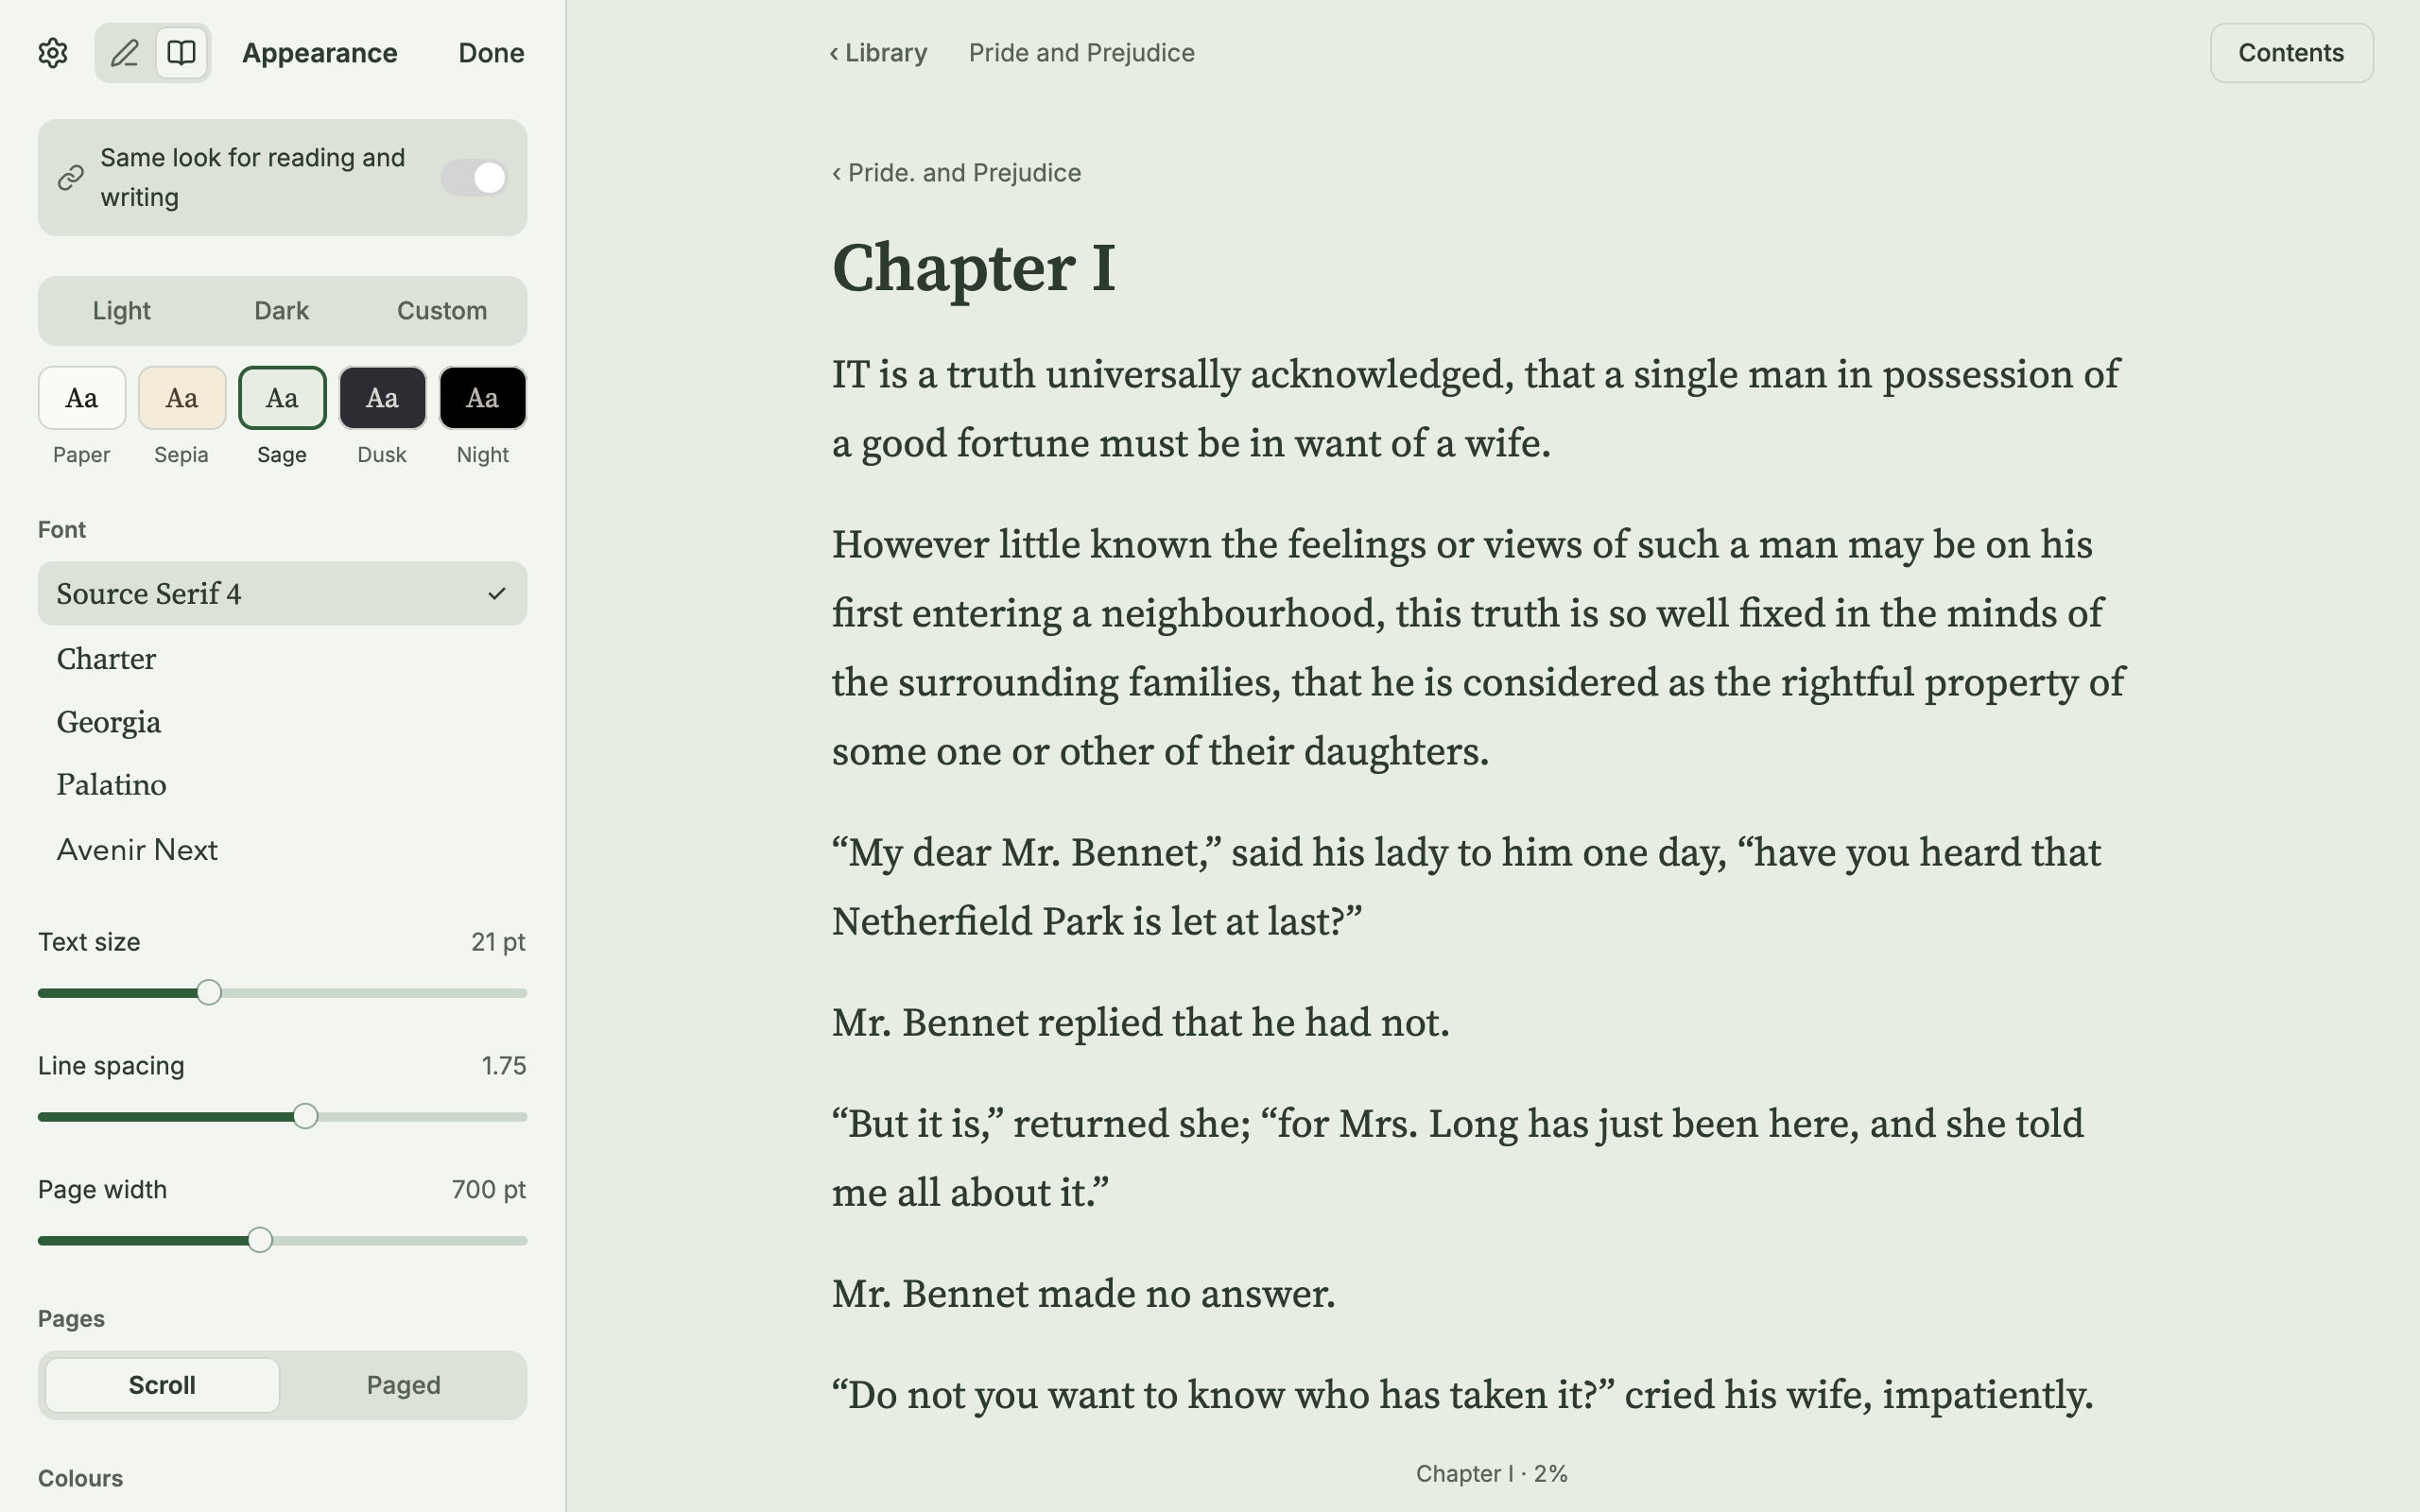 Appearance
Done
Same look for reading and
writing
Light Dark Custom
Aa Aa Aa Aa Aa
Paper Sepia Sage Dusk Night
Font
Source Serif 4
Charter
Georgia
Palatino
Avenir Next
Text size 21 pt
Line spacing 1.75
Page width 700 pt
Pages
Scroll Paged
Colours
‹ Library Pride and Prejudice
Contents
‹ Pride. and Prejudice
Chapter I
IT is a truth universally acknowledged, that a single man in possession of
a good fortune must be in want of a wife.
However little known the feelings or views of such a man may be on his
first entering a neighbourhood, this truth is so well fixed in the minds of
the surrounding families, that he is considered as the rightful property of
some one or other of their daughters.
“My dear Mr. Bennet,” said his lady to him one day, “have you heard that
Netherfield Park is let at last?”
Mr. Bennet replied that he had not.
“But it is,” returned she; “for Mrs. Long has just been here, and she told
me all about it.”
Mr. Bennet made no answer.
“Do not you want to know who has taken it?” cried his wife, impatiently.
Chapter I · 2%